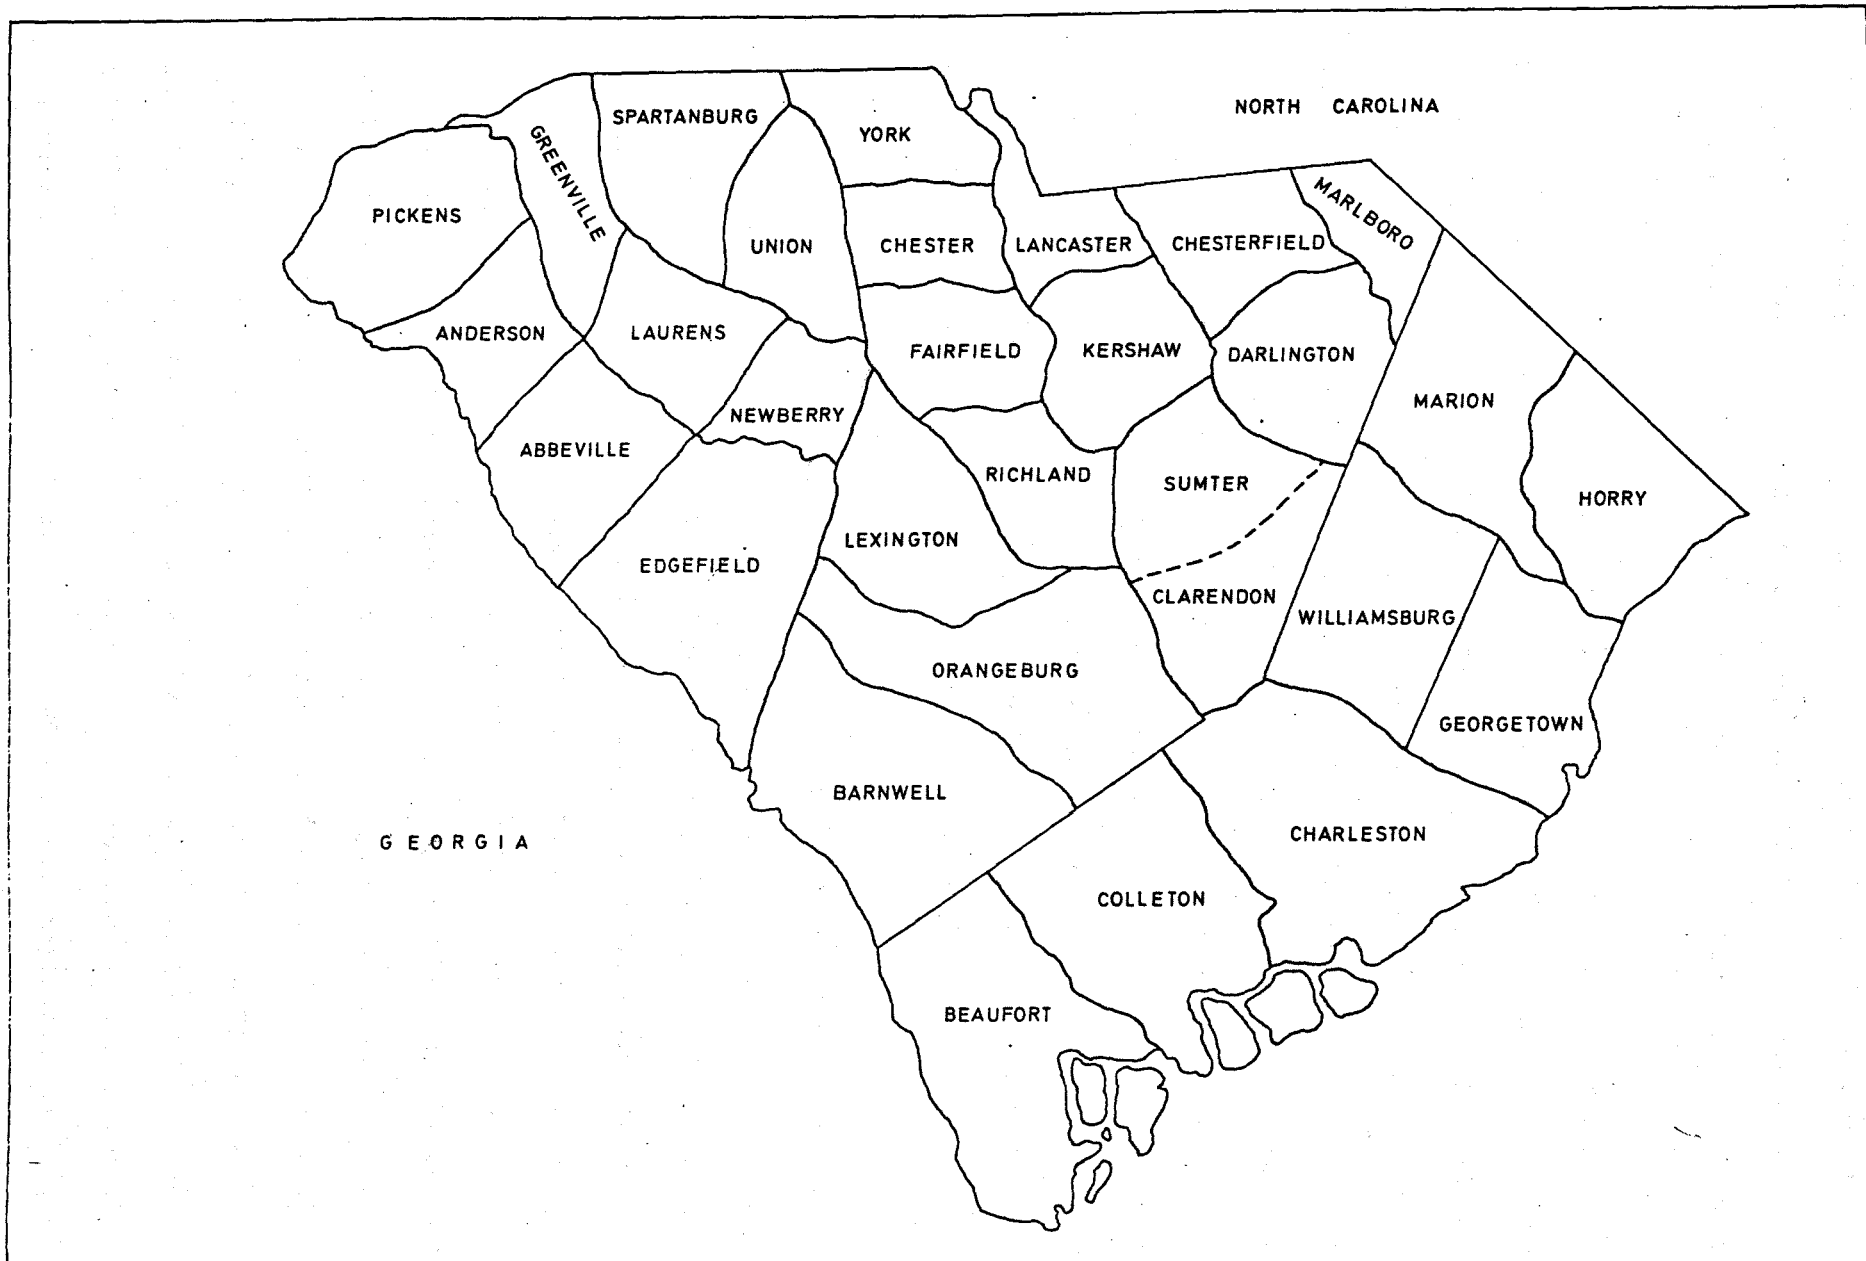 NORTH CAROLINA
SPARTANBURG
YORK
GREENVILLE
MARLBORO
PICKENS
UNION
CHESTER
LANCASTER
CHESTERFIELD
ANDERSON
LAURENS
FAIRFIELD
KERSHAW
DARLINGTON
MARION
NEWBERRY
ABBEVILLE
RICHLAND
SUMTER
HORRY
LEXINGTON
EDGEFIELD
CLARENDON
WILLIAMSBURG
ORANGEBURG
GEORGETOWN
BARNWELL
CHARLESTON
GEORGIA
COLLETON
BEAUFORT